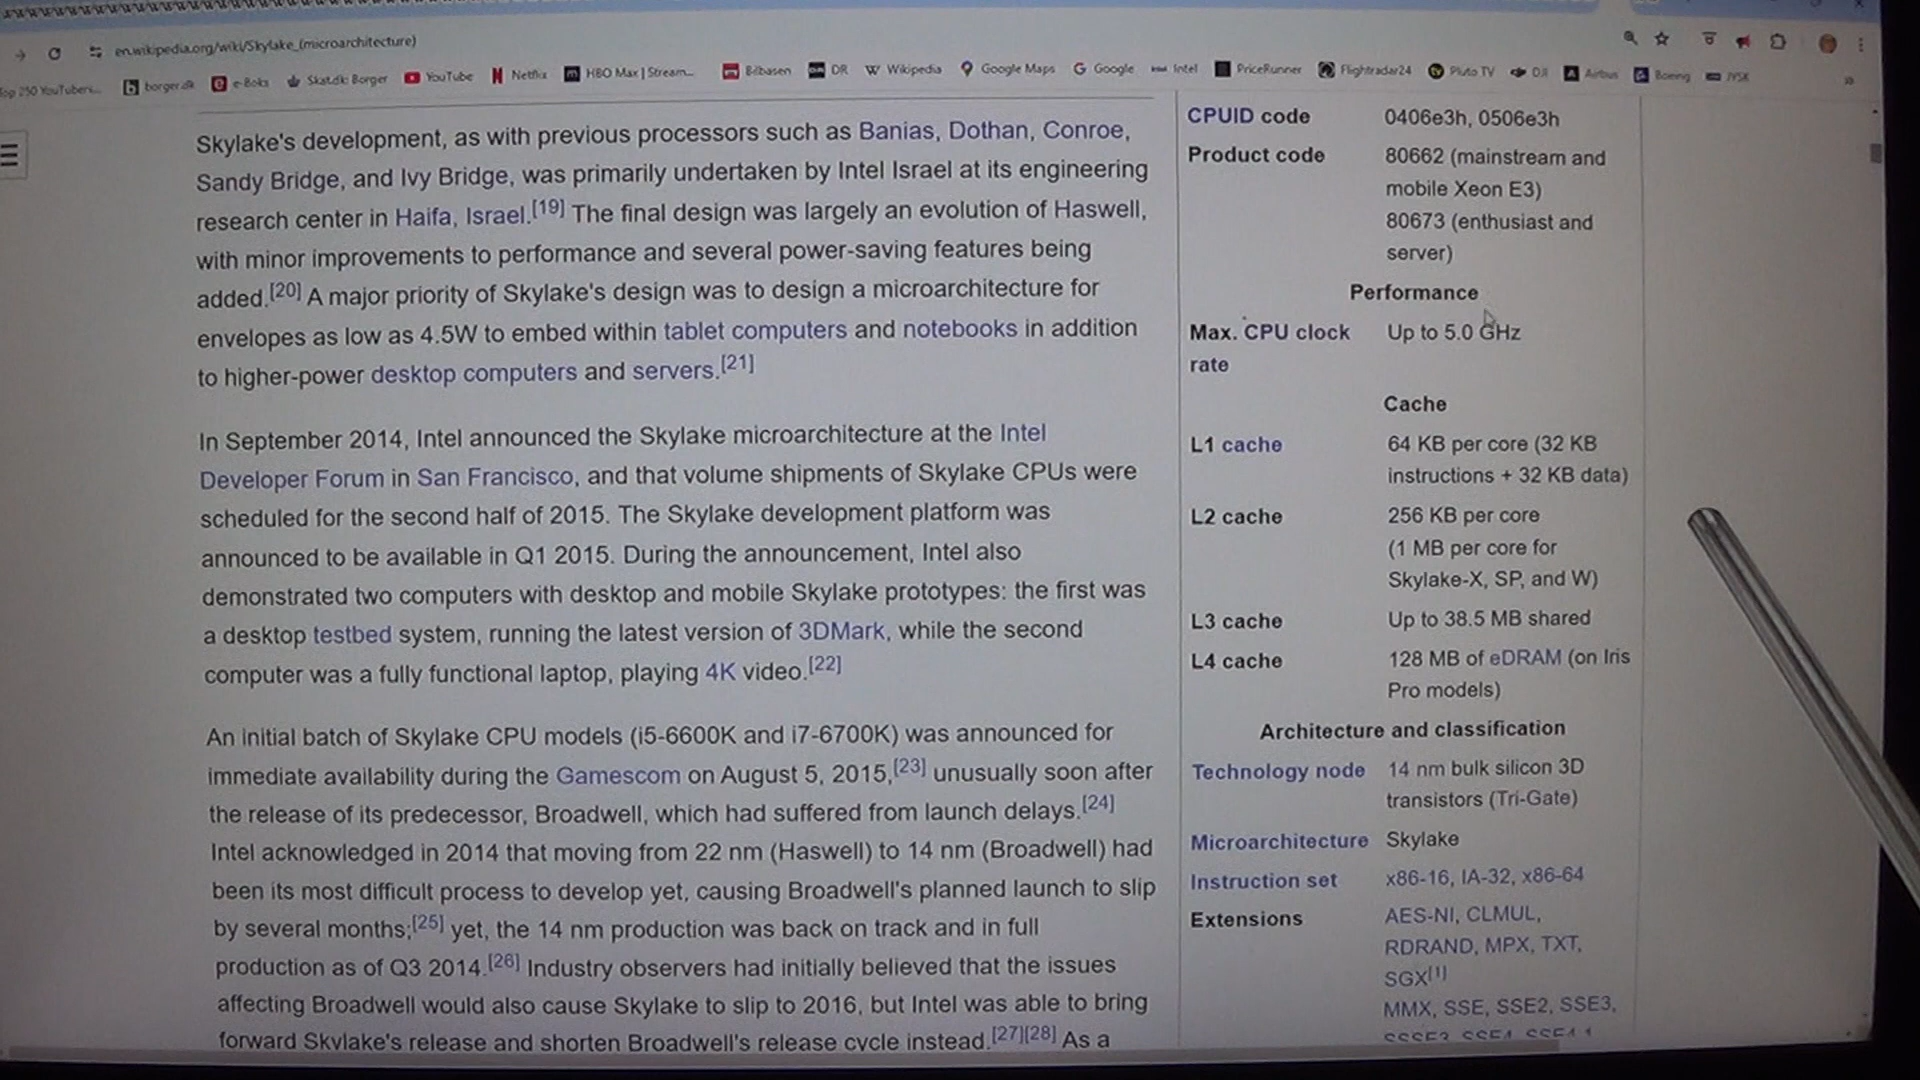 en.wikipedia.org/wiki/Skylake_(microarchitecture)
Top 250 YouTubers... borger.dk e-Boks Skat.dk: Borger YouTube Netflix HBO Max | Stream... Bilbasen DR Wikipedia Google Maps Google Intel PriceRunner Flightradar24 Pluto TV DJI Airbus Boeing JYSK
Skylake's development, as with previous processors such as Banias, Dothan, Conroe,
Sandy Bridge, and Ivy Bridge, was primarily undertaken by Intel Israel at its engineering
research center in Haifa, Israel.[19] The final design was largely an evolution of Haswell,
with minor improvements to performance and several power-saving features being
added.[20] A major priority of Skylake's design was to design a microarchitecture for
envelopes as low as 4.5W to embed within tablet computers and notebooks in addition
to higher-power desktop computers and servers.[21]
In September 2014, Intel announced the Skylake microarchitecture at the Intel
Developer Forum in San Francisco, and that volume shipments of Skylake CPUs were
scheduled for the second half of 2015. The Skylake development platform was
announced to be available in Q1 2015. During the announcement, Intel also
demonstrated two computers with desktop and mobile Skylake prototypes: the first was
a desktop testbed system, running the latest version of 3DMark, while the second
computer was a fully functional laptop, playing 4K video.[22]
An initial batch of Skylake CPU models (i5-6600K and i7-6700K) was announced for
immediate availability during the Gamescom on August 5, 2015,[23] unusually soon after
the release of its predecessor, Broadwell, which had suffered from launch delays.[24]
Intel acknowledged in 2014 that moving from 22 nm (Haswell) to 14 nm (Broadwell) had
been its most difficult process to develop yet, causing Broadwell's planned launch to slip
by several months;[25] yet, the 14 nm production was back on track and in full
production as of Q3 2014.[26] Industry observers had initially believed that the issues
affecting Broadwell would also cause Skylake to slip to 2016, but Intel was able to bring
forward Skylake's release and shorten Broadwell's release cycle instead.[27][28] As a
CPUID code 0406e3h, 0506e3h
Product code 80662 (mainstream and
mobile Xeon E3)
80673 (enthusiast and
server)
Performance
Max. CPU clock Up to 5.0 GHz
rate
Cache
L1 cache 64 KB per core (32 KB
instructions + 32 KB data)
L2 cache 256 KB per core
(1 MB per core for
Skylake-X, SP, and W)
L3 cache Up to 38.5 MB shared
L4 cache 128 MB of eDRAM (on Iris
Pro models)
Architecture and classification
Technology node 14 nm bulk silicon 3D
transistors (Tri-Gate)
Microarchitecture Skylake
Instruction set x86-16, IA-32, x86-64
Extensions AES-NI, CLMUL,
RDRAND, MPX, TXT,
SGX[1]
MMX, SSE, SSE2, SSE3,